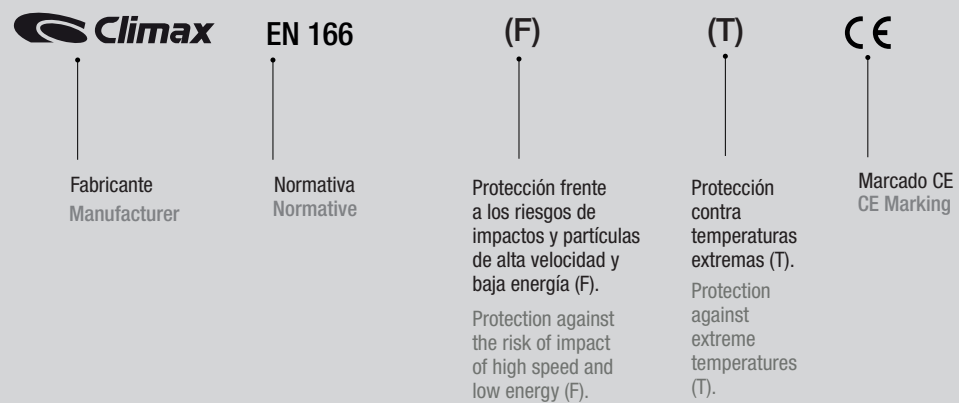 Climax
EN 166
(F)
(T)
CE
Fabricante
Manufacturer
Normativa
Normative
Protección frente
a los riesgos de
impactos y partículas
de alta velocidad y
baja energía (F).
Protection against
the risk of impact
of high speed and
low energy (F).
Protección
contra
temperaturas
extremas (T).
Protection
against
extreme
temperatures
(T).
Marcado CE
CE Marking